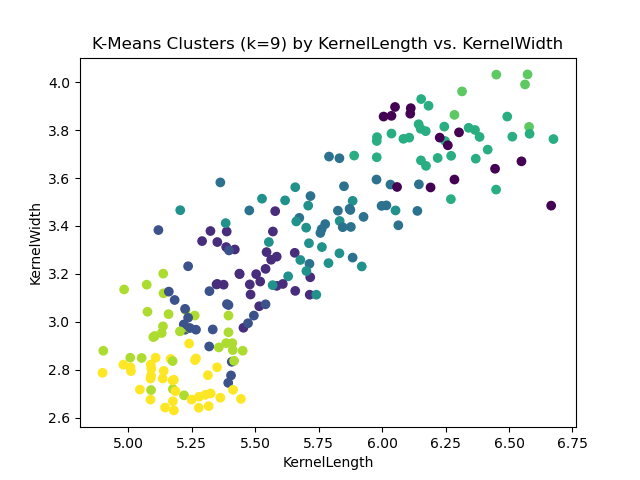 K-Means Clusters (k=9) by KernelLength vs. KernelWidth
KernelWidth
4.0
3.8
3.6
3.4
3.2
3.0
2.8
2.6
5.00 5.25 5.50 5.75 6.00 6.25 6.50 6.75
KernelLength